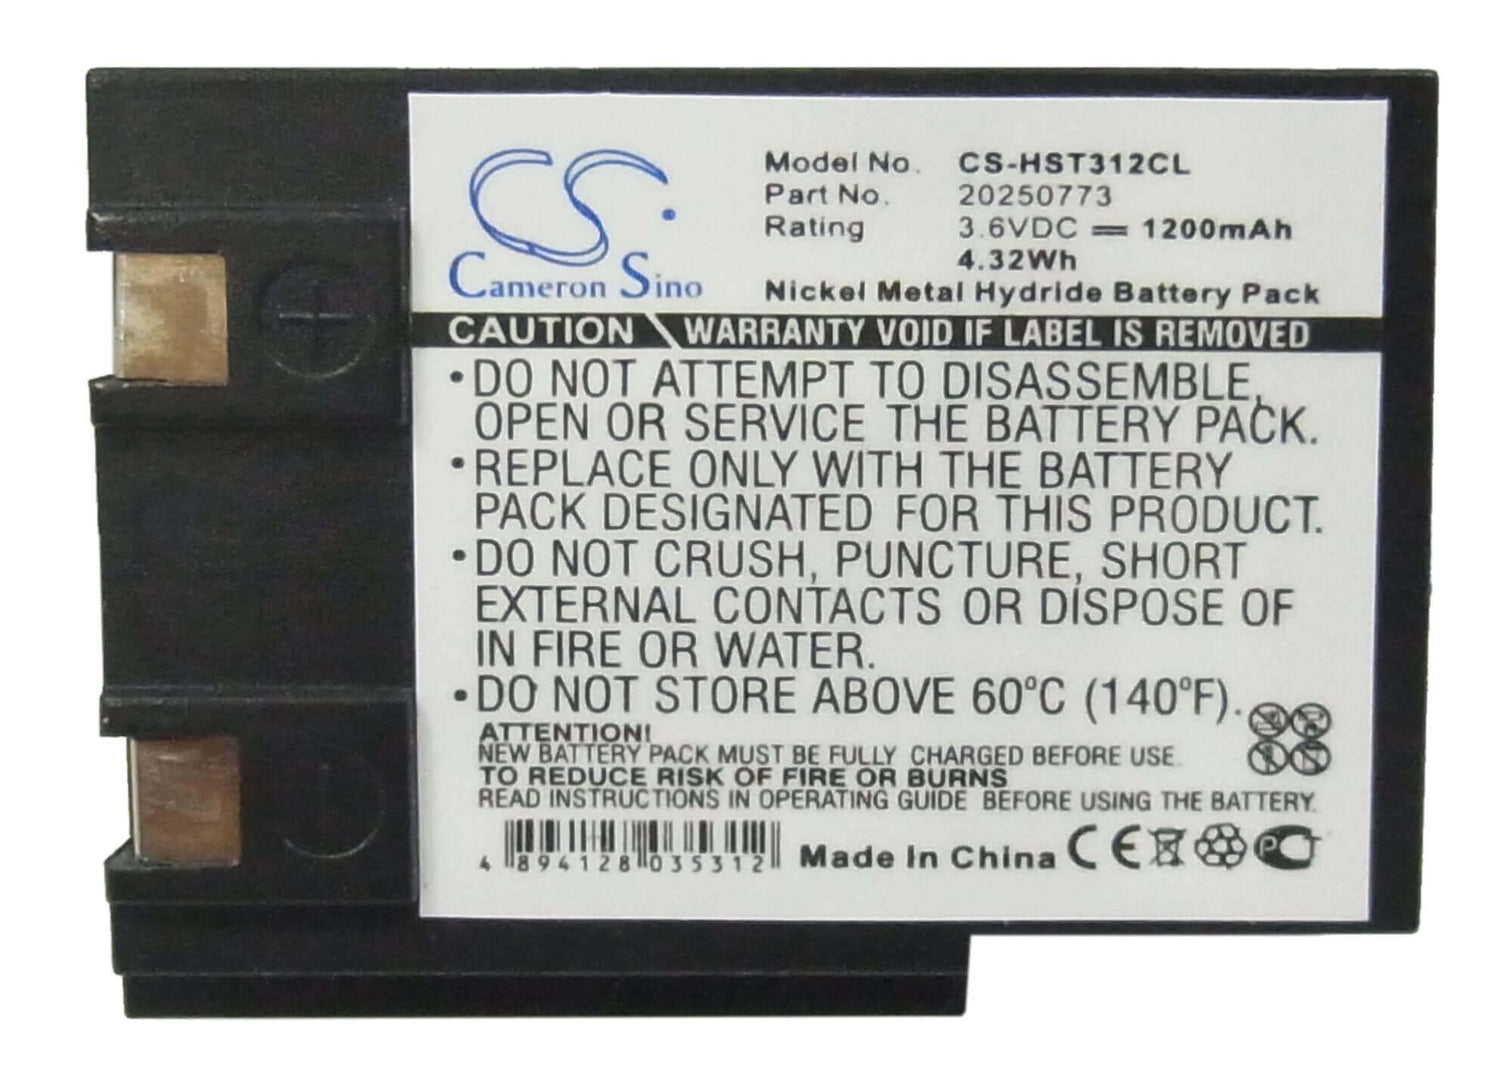 CS
Cameron Sino
Model No. CS-HST312CL
Part No. 20250773
Rating 3.6VDC ⎓ 1200mAh
4.32Wh
Nickel Metal Hydride Battery Pack
CAUTION WARRANTY VOID IF LABEL IS REMOVED
•DO NOT ATTEMPT TO DISASSEMBLE,
OPEN OR SERVICE THE BATTERY PACK.
•REPLACE ONLY WITH THE BATTERY
PACK DESIGNATED FOR THIS PRODUCT.
•DO NOT CRUSH, PUNCTURE, SHORT
EXTERNAL CONTACTS OR DISPOSE OF
IN FIRE OR WATER.
•DO NOT STORE ABOVE 60°C (140°F).
ATTENTION!
NEW BATTERY PACK MUST BE FULLY CHARGED BEFORE USE.
TO REDUCE RISK OF FIRE OR BURNS
READ INSTRUCTIONS IN OPERATING GUIDE BEFORE USING THE BATTERY.
4 894128 035312
Made In China CE
+
-